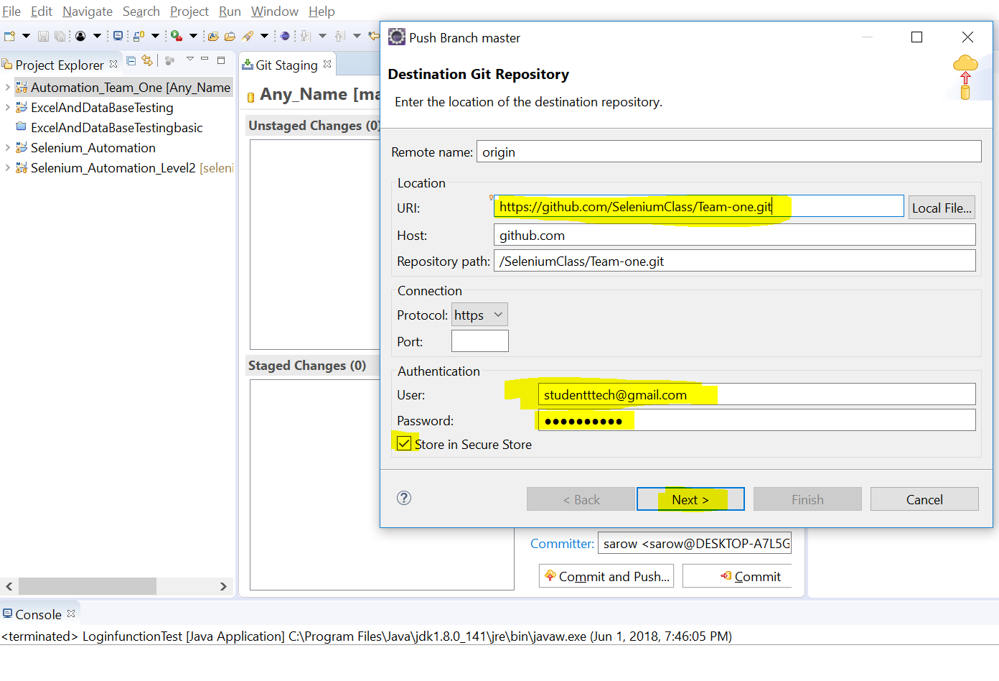 File Edit Navigate Search Project Run Window Help
Project Explorer
Automation_Team_One [Any_Name
ExcelAndDataBaseTesting
ExcelAndDataBaseTestingbasic
Selenium_Automation
Selenium_Automation_Level2 [seleni
Git Staging
Any_Name [ma
Unstaged Changes (0)
Staged Changes (0)
Push Branch master
Destination Git Repository
Enter the location of the destination repository.
Remote name: origin
Location
URI: https://github.com/SeleniumClass/Team-one.git Local File...
Host: github.com
Repository path: /SeleniumClass/Team-one.git
Connection
Protocol: https
Port:
Authentication
User: studentttech@gmail.com
Password: ●●●●●●●●●●
Store in Secure Store
< Back Next > Finish Cancel
Committer: sarow <sarow@DESKTOP-A7L5G
Commit and Push... Commit
Console
<terminated> LoginfunctionTest [Java Application] C:\Program Files\Java\jdk1.8.0_141\jre\bin\javaw.exe (Jun 1, 2018, 7:46:05 PM)